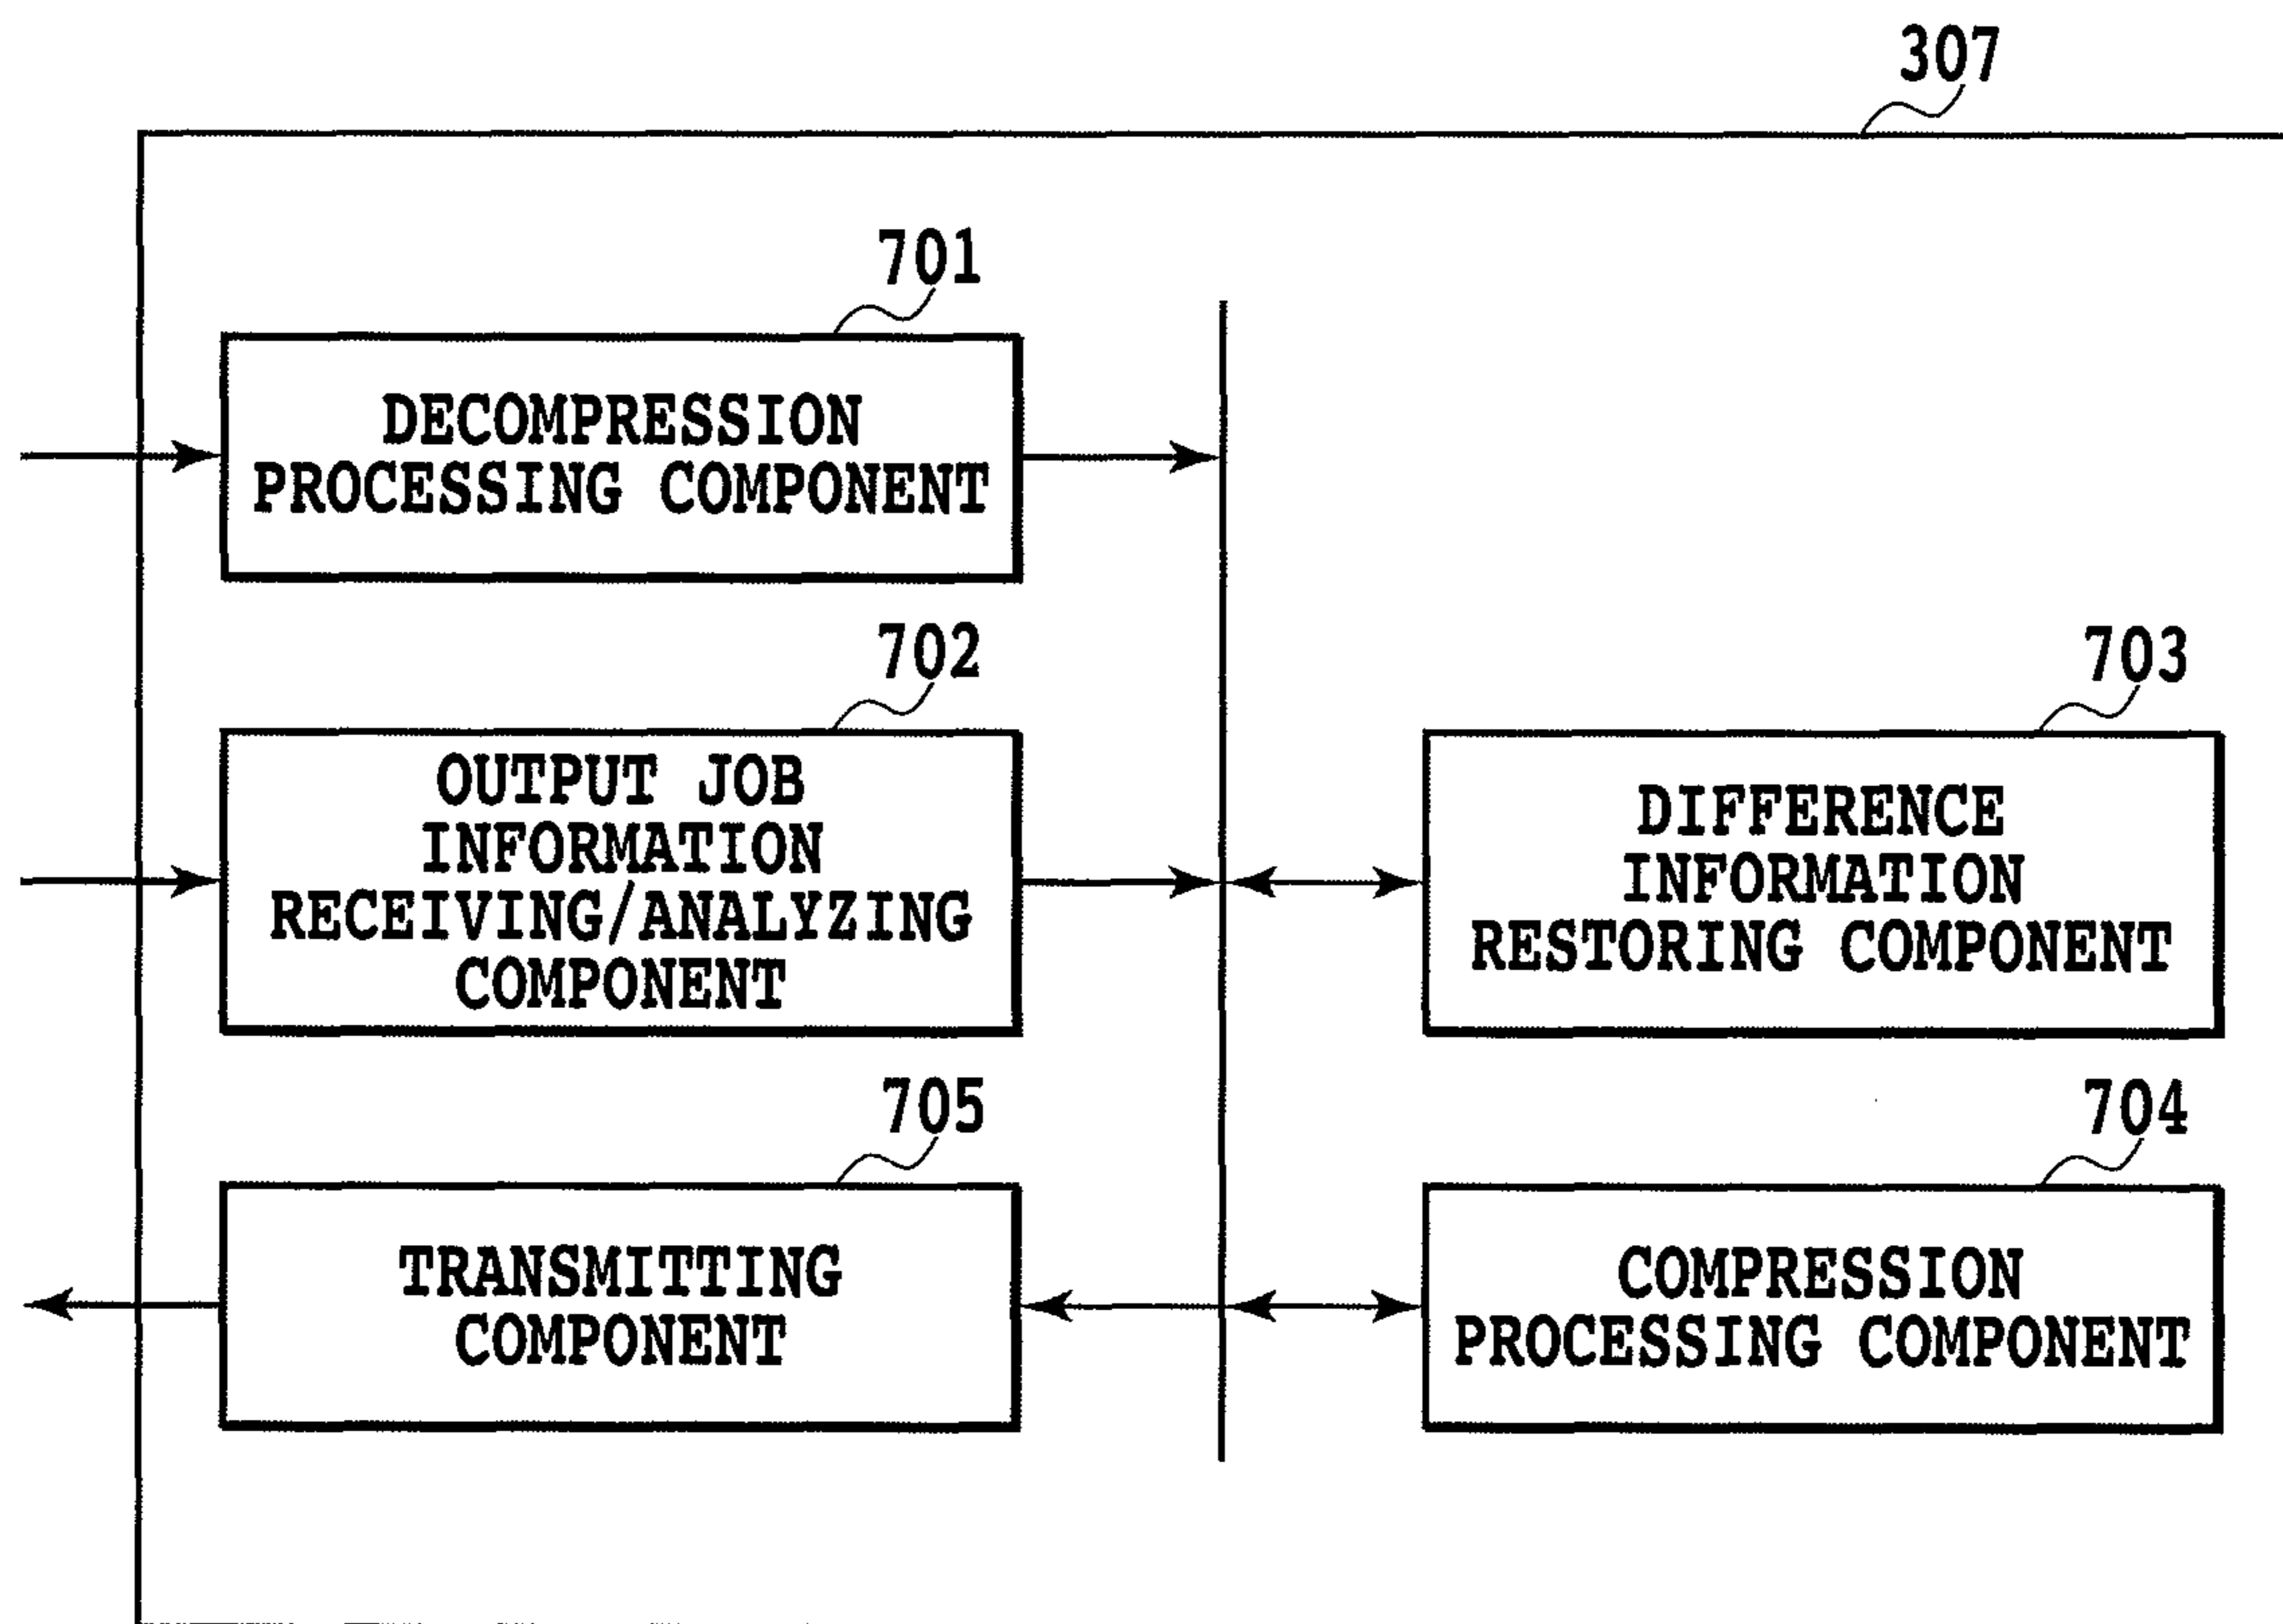 307
701
DECOMPRESSION
PROCESSING COMPONENT
702
OUTPUT JOB
INFORMATION
RECEIVING/ANALYZING
COMPONENT
703
DIFFERENCE
INFORMATION
RESTORING COMPONENT
705
TRANSMITTING
COMPONENT
704
COMPRESSION
PROCESSING COMPONENT